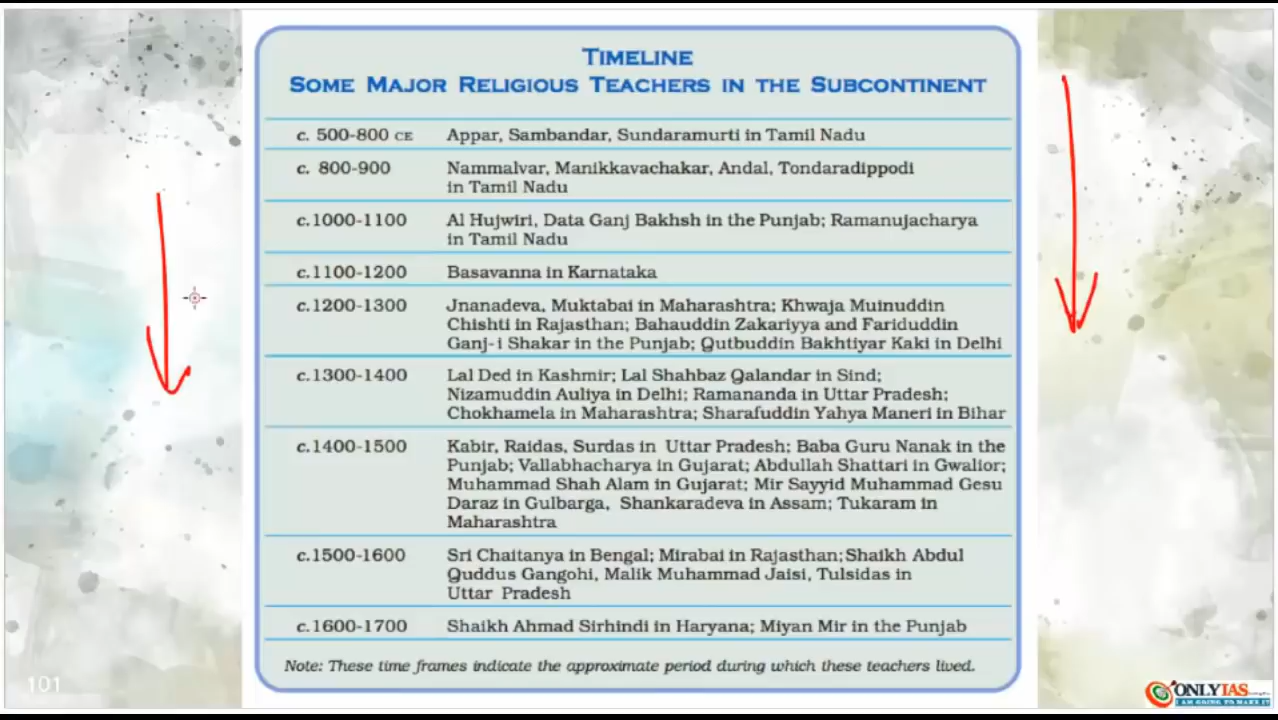 TIMELINE
SOME MAJOR RELIGIOUS TEACHERS IN THE SUBCONTINENT
c. 500-800 CE Appar, Sambandar, Sundaramurti in Tamil Nadu
c. 800-900 Nammalvar, Manikkavachakar, Andal, Tondaradippodi
in Tamil Nadu
c.1000-1100 Al Hujwiri, Data Ganj Bakhsh in the Punjab; Ramanujacharya
in Tamil Nadu
c.1100-1200 Basavanna in Karnataka
c.1200-1300 Jnanadeva, Muktabai in Maharashtra; Khwaja Muinuddin
Chishti in Rajasthan; Bahauddin Zakariyya and Fariduddin
Ganj-i Shakar in the Punjab; Qutbuddin Bakhtiyar Kaki in Delhi
c.1300-1400 Lal Ded in Kashmir; Lal Shahbaz Qalandar in Sind;
Nizamuddin Auliya in Delhi; Ramananda in Uttar Pradesh;
Chokhamela in Maharashtra; Sharafuddin Yahya Maneri in Bihar
c.1400-1500 Kabir, Raidas, Surdas in Uttar Pradesh; Baba Guru Nanak in the
Punjab; Vallabhacharya in Gujarat; Abdullah Shattari in Gwalior;
Muhammad Shah Alam in Gujarat; Mir Sayyid Muhammad Gesu
Daraz in Gulbarga, Shankaradeva in Assam; Tukaram in
Maharashtra
c.1500-1600 Sri Chaitanya in Bengal; Mirabai in Rajasthan; Shaikh Abdul
Quddus Gangohi, Malik Muhammad Jaisi, Tulsidas in
Uttar Pradesh
c.1600-1700 Shaikh Ahmad Sirhindi in Haryana; Miyan Mir in the Punjab
Note: These time frames indicate the approximate period during which these teachers lived.
101
ONLYIAS
I AM GOING TO MAKE IT